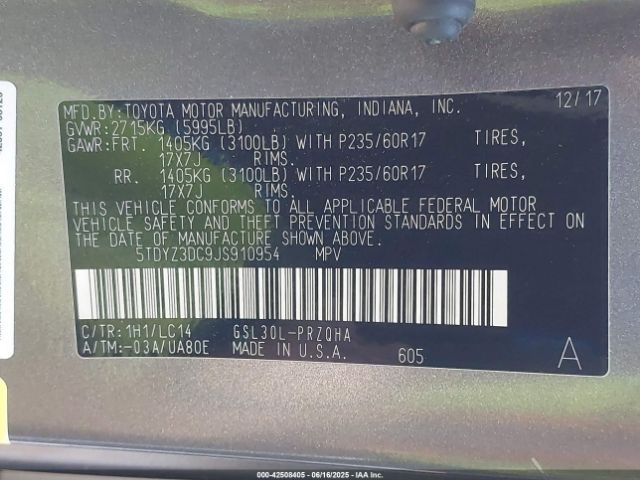 MFD.BY:TOYOTA MOTOR MANUFACTURING, INDIANA, INC. 12/17
GVWR:2715KG (5995LB)
GAWR:FRT. 1405KG (3100LB) WITH P235/60R17 TIRES,
17X7J RIMS.
RR. 1405KG (3100LB) WITH P235/60R17 TIRES,
17X7J RIMS.
THIS VEHICLE CONFORMS TO ALL APPLICABLE FEDERAL MOTOR
VEHICLE SAFETY AND THEFT PREVENTION STANDARDS IN EFFECT ON
THE DATE OF MANUFACTURE SHOWN ABOVE.
5TDYZ3DC9JS910954 MPV
C/TR:1H1/LC14 GSL30L-PRZQHA
A/TM:-03A/UA80E MADE IN U.S.A. 605 A
000-42508405 - 06/16/2025 - IAA Inc.